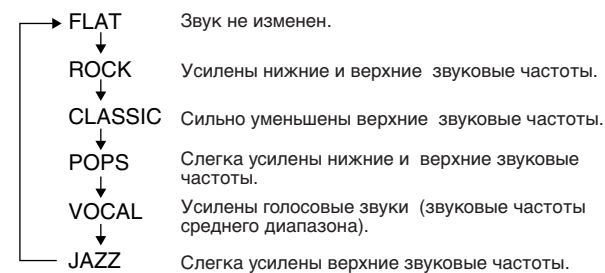 FLAT Звук не изменен.
ROCK Усилены нижние и верхние звуковые частоты.
CLASSIC Сильно уменьшены верхние звуковые частоты.
POPS Слегка усилены нижние и верхние звуковые
частоты.
VOCAL Усилены голосовые звуки (звуковые частоты
среднего диапазона).
JAZZ Слегка усилены верхние звуковые частоты.